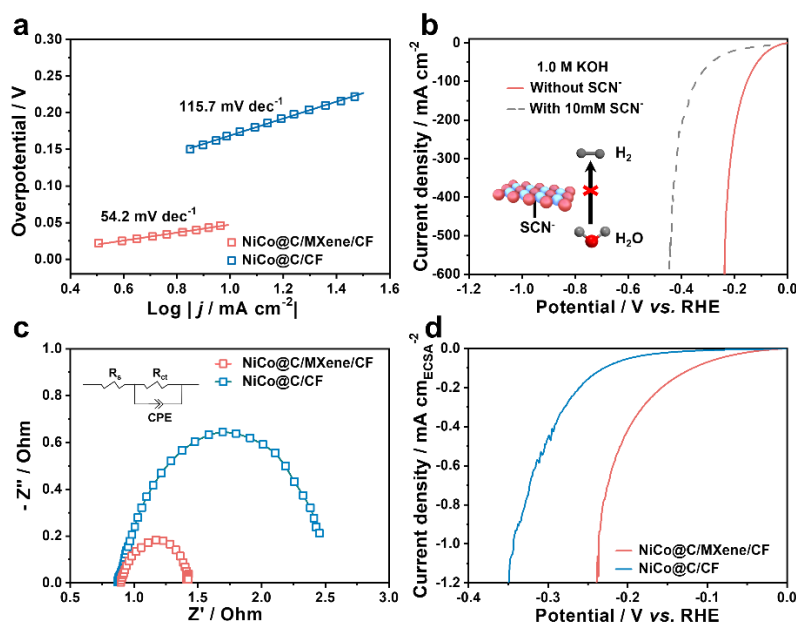 a
Overpotential / V
0.30
0.25
0.20
0.15
0.10
0.05
0.00
115.7 mV dec⁻¹
54.2 mV dec⁻¹
NiCo@C/MXene/CF
NiCo@C/CF
0.4 0.6 0.8 1.0 1.2 1.4 1.6
Log | j / mA cm⁻²|
b
Current density / mA cm⁻²
0
-100
-200
-300
-400
-500
-600
1.0 M KOH
Without SCN⁻
With 10mM SCN⁻
H₂
SCN⁻
H₂O
-1.2 -1.0 -0.8 -0.6 -0.4 -0.2 0.0
Potential / V vs. RHE
c
- Z'' / Ohm
1.0
0.8
0.6
0.4
0.2
0.0
Rs Rct
CPE
NiCo@C/MXene/CF
NiCo@C/CF
0.5 1.0 1.5 2.0 2.5 3.0
Z' / Ohm
d
Current density / mA cm_ECSA⁻²
0.0
-0.2
-0.4
-0.6
-0.8
-1.0
-1.2
NiCo@C/MXene/CF
NiCo@C/CF
-0.4 -0.3 -0.2 -0.1 0.0
Potential / V vs. RHE